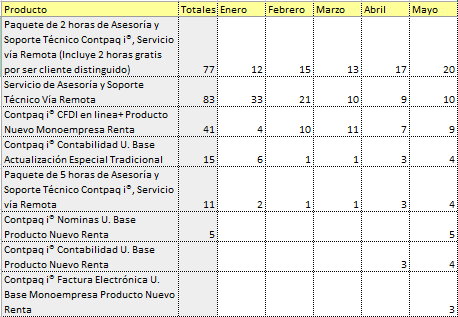 Producto Totales Enero Febrero Marzo Abril Mayo
Paquete de 2 horas de Asesoría y
Soporte Técnico Contpaq i®, Servicio
vía Remota (Incluye 2 horas gratis
por ser cliente distinguido) 77 12 15 13 17 20
Servicio de Asesoría y Soporte
Técnico Vía Remota 83 33 21 10 9 10
Contpaq i® CFDI en linea+ Producto
Nuevo Monoempresa Renta 41 4 10 11 7 9
Contpaq i® Contabilidad U. Base
Actualización Especial Tradicional 15 6 1 1 3 4
Paquete de 5 horas de Asesoría y
Soporte Técnico Contpaq i®, Servicio
vía Remota 11 2 1 1 3 4
Contpaq i® Nominas U. Base
Producto Nuevo Renta 5 5
Contpaq i® Contabilidad U. Base
Producto Nuevo Renta 3 4
Contpaq i® Factura Electrónica U.
Base Monoempresa Producto Nuevo
Renta 3